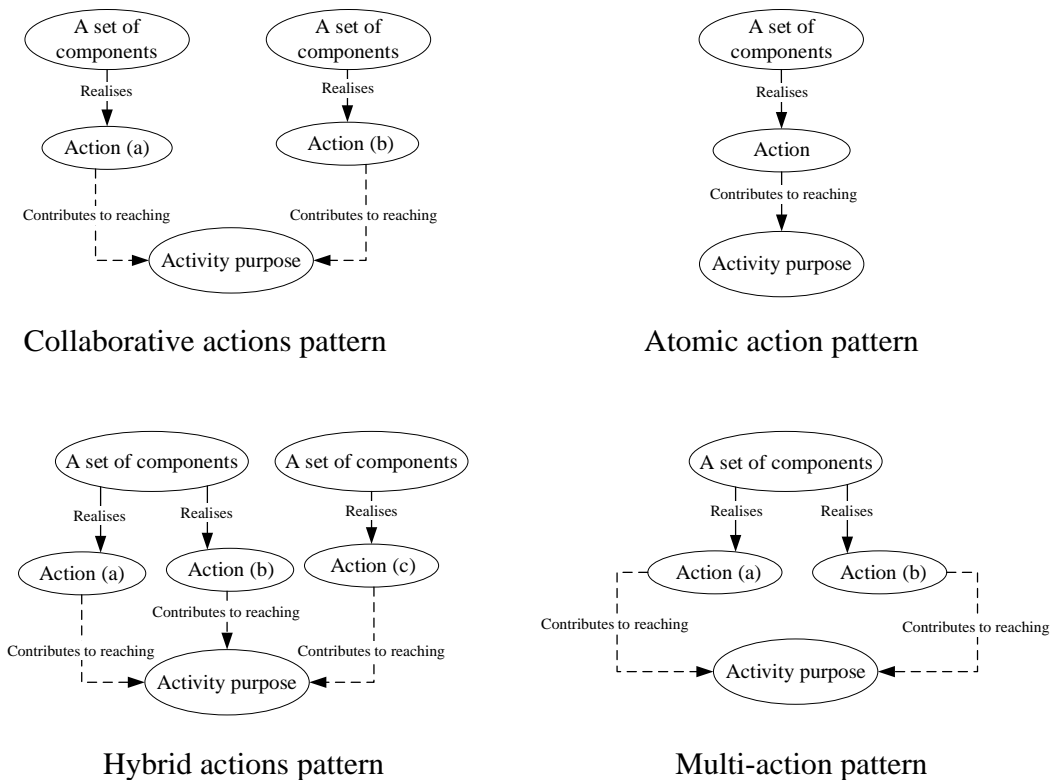 A set of
components
Realises
Action (a)
Contributes to reaching
A set of
components
Realises
Action (b)
Contributes to reaching
Activity purpose
Collaborative actions pattern
A set of
components
Realises
Action
Contributes to reaching
Activity purpose
Atomic action pattern
A set of components
A set of components
Realises
Realises
Realises
Action (a)
Action (b)
Action (c)
Contributes to reaching
Contributes to reaching
Contributes to reaching
Activity purpose
Hybrid actions pattern
A set of components
Realises
Realises
Action (a)
Action (b)
Contributes to reaching
Contributes to reaching
Activity purpose
Multi-action pattern